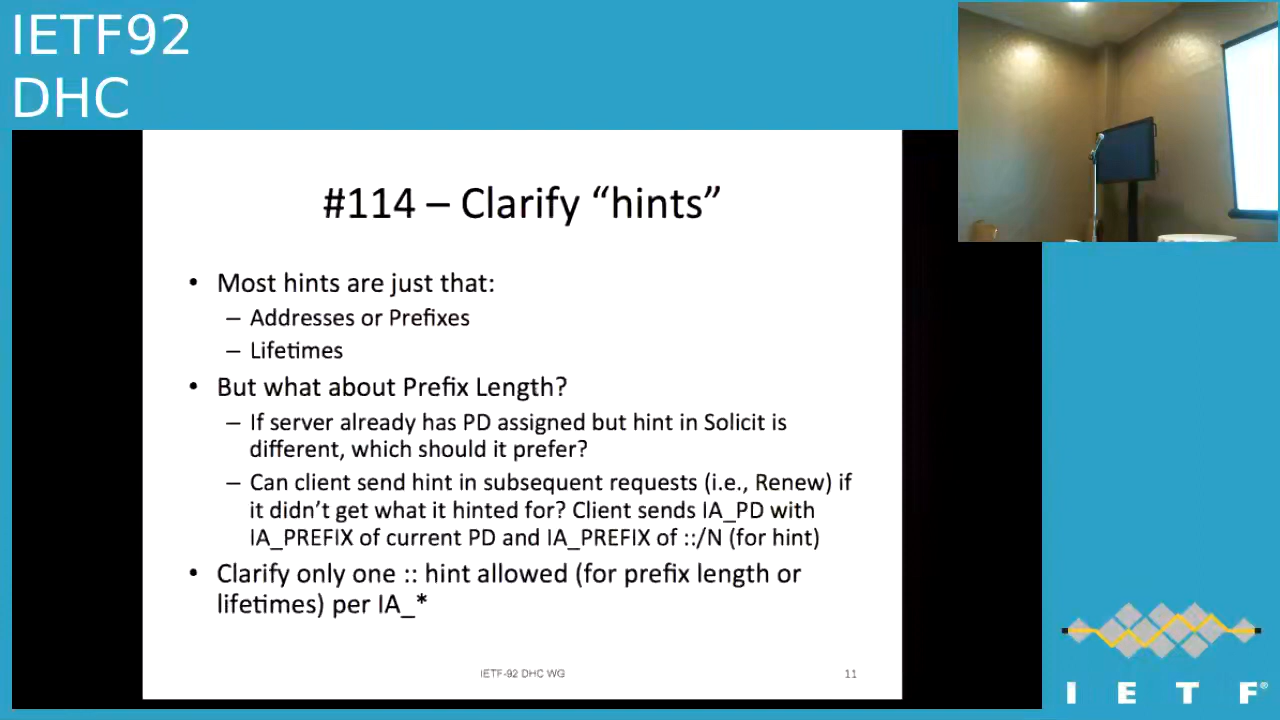 IETF92
DHC
#114 – Clarify “hints”
• Most hints are just that:
– Addresses or Prefixes
– Lifetimes
• But what about Prefix Length?
– If server already has PD assigned but hint in Solicit is
different, which should it prefer?
– Can client send hint in subsequent requests (i.e., Renew) if
it didn’t get what it hinted for? Client sends IA_PD with
IA_PREFIX of current PD and IA_PREFIX of ::/N (for hint)
• Clarify only one :: hint allowed (for prefix length or
lifetimes) per IA_*
IETF-92 DHC WG
11
I E T F®